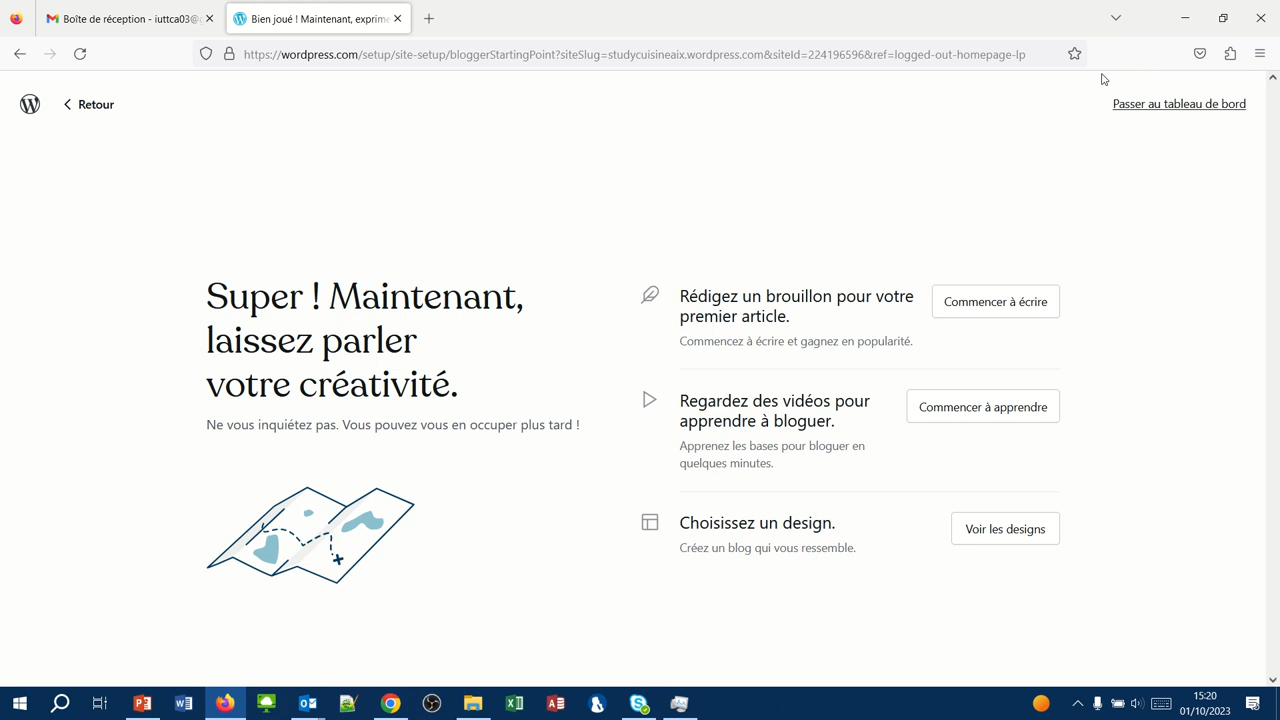 Boîte de réception - iuttca03@g
Bien joué ! Maintenant, exprime
https://wordpress.com/setup/site-setup/bloggerStartingPoint?siteSlug=studycuisineaix.wordpress.com&siteId=224196596&ref=logged-out-homepage-lp
Retour
Passer au tableau de bord
Super ! Maintenant,
laissez parler
votre créativité.
Ne vous inquiétez pas. Vous pouvez vous en occuper plus tard !
Rédigez un brouillon pour votre
premier article.
Commencez à écrire et gagnez en popularité.
Commencer à écrire
Regardez des vidéos pour
apprendre à bloguer.
Apprenez les bases pour bloguer en
quelques minutes.
Commencer à apprendre
Choisissez un design.
Créez un blog qui vous ressemble.
Voir les designs
15:20
01/10/2023